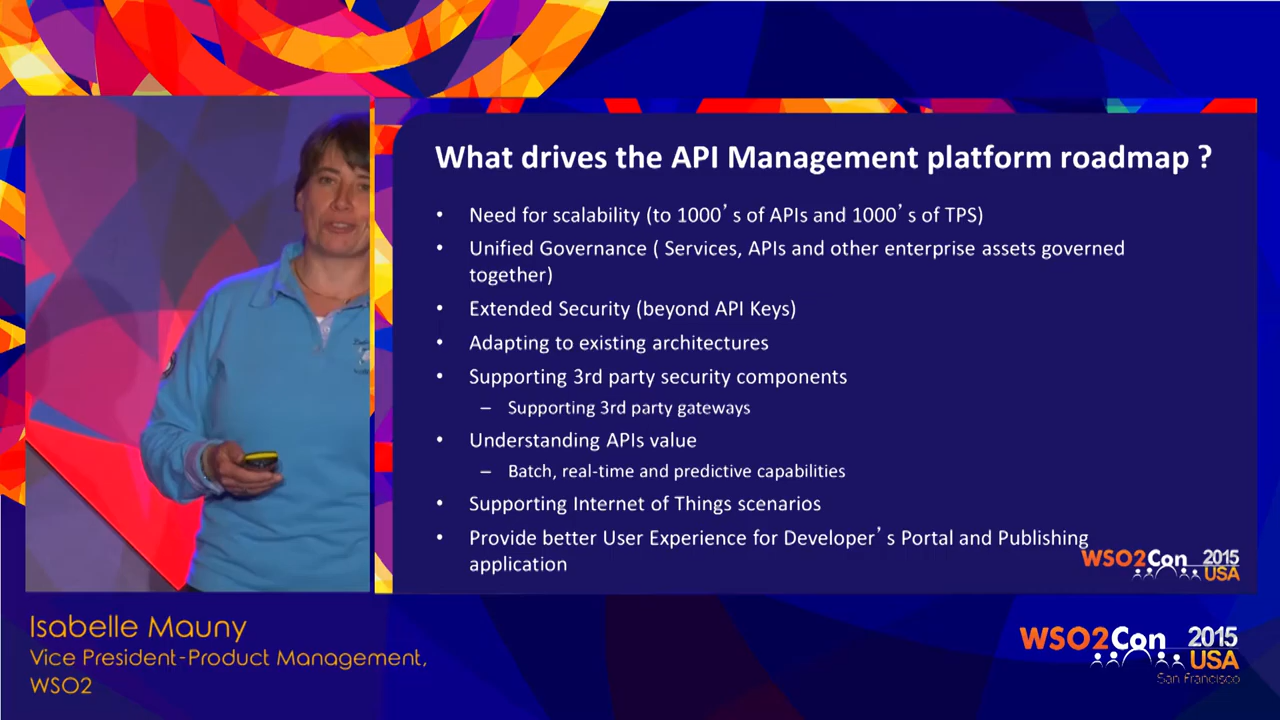 What drives the API Management platform roadmap ?
• Need for scalability (to 1000's of APIs and 1000's of TPS)
• Unified Governance ( Services, APIs and other enterprise assets governed
together)
• Extended Security (beyond API Keys)
• Adapting to existing architectures
• Supporting 3rd party security components
– Supporting 3rd party gateways
• Understanding APIs value
– Batch, real-time and predictive capabilities
• Supporting Internet of Things scenarios
• Provide better User Experience for Developer's Portal and Publishing
application
WSO2Con 2015
USA
Isabelle Mauny
Vice President-Product Management,
WSO2
WSO2Con 2015
USA
San Francisco